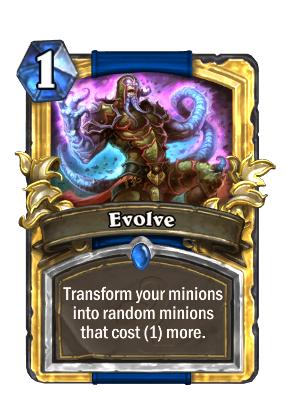 1
Evolve
Transform your minions
into random minions
that cost (1) more.